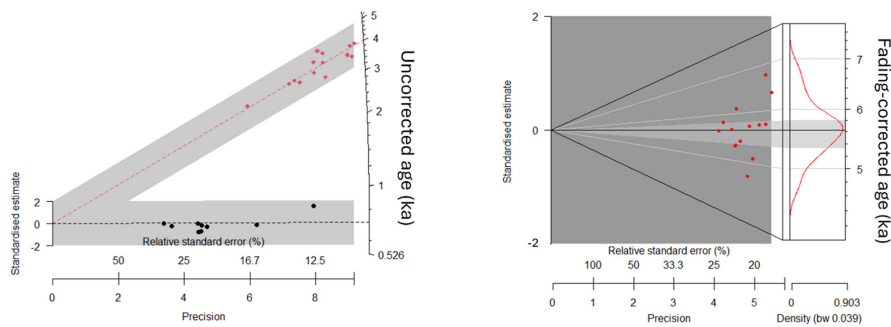 5
4
3
2
1
0.526
Uncorrected age (ka)
Standardised estimate
2
0
-2
Relative standard error (%)
50 25 16.7 12.5
0 2 4 6 8
Precision
2
0
-2
Standardised estimate
7
6
5
Fading-corrected age (ka)
Relative standard error (%)
100 50 33.3 25 20
0 1 2 3 4 5
Precision
0 0.903
Density (bw 0.039)